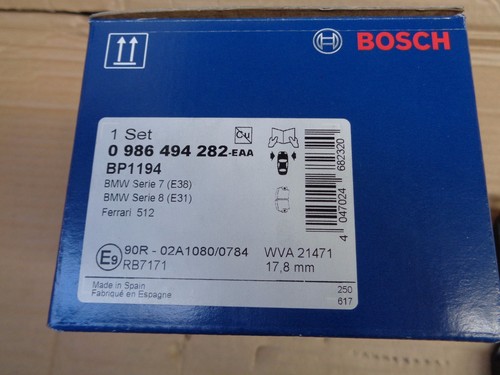 BOSCH
1 Set
Cu
0 986 494 282-EAA
BP1194
BMW Serie 7 (E38)
BMW Serie 8 (E31)
Ferrari 512
4 047024 682320
E9
90R - 02A1080/0784
WVA 21471
RB7171
17,8 mm
Made in Spain
Fabriqué en Espagne
250
617